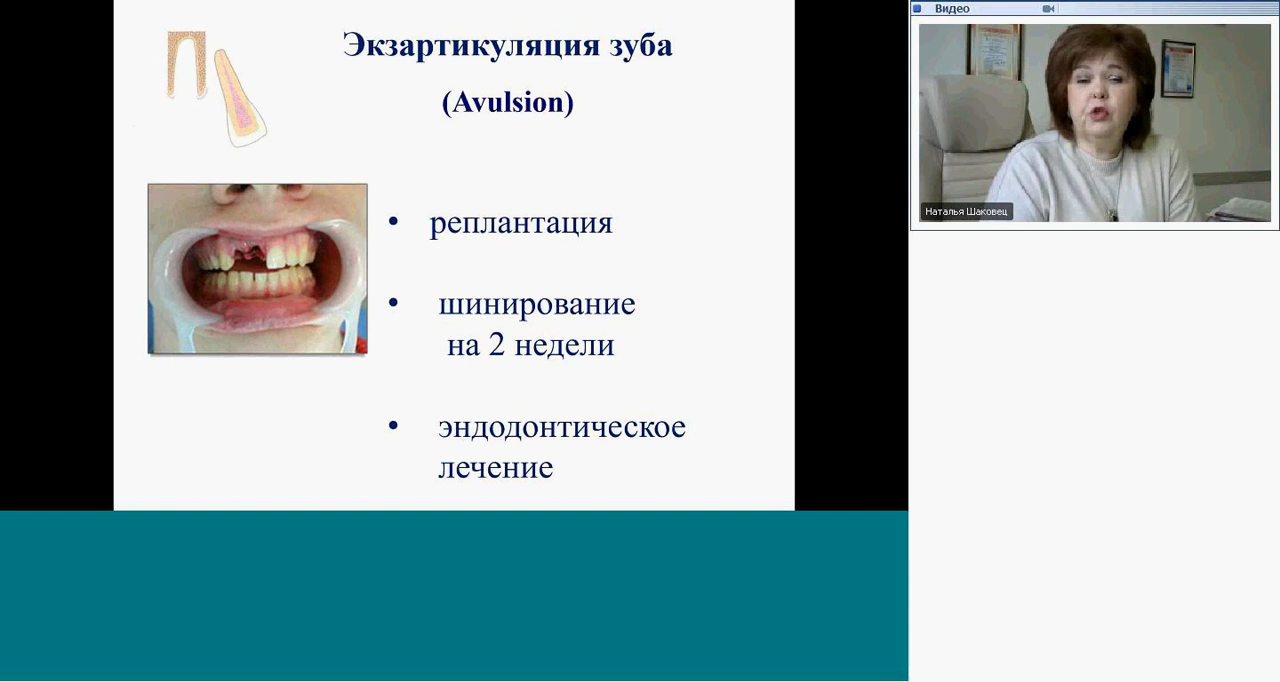 Экзартикуляция зуба
(Avulsion)
• реплантация
• шинирование
на 2 недели
• эндодонтическое
лечение
Видео
Наталья Шаковец